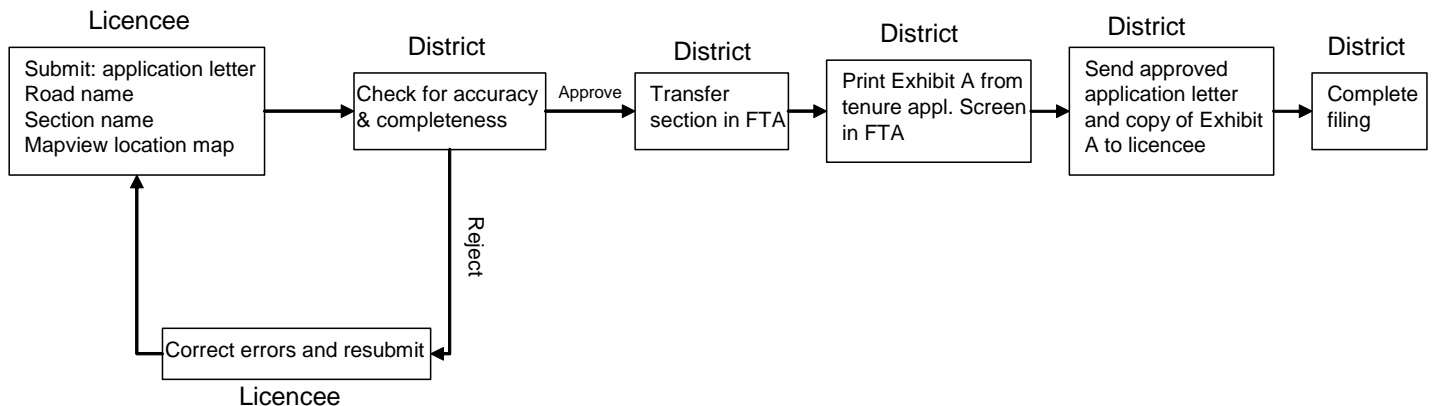 Licencee
Submit: application letter
Road name
Section name
Mapview location map
District
Check for accuracy
& completeness
Approve
District
Transfer
section in FTA
District
Print Exhibit A from
tenure appl. Screen
in FTA
District
Send approved
application letter
and copy of Exhibit
A to licencee
District
Complete
filing
Reject
Correct errors and resubmit
Licencee